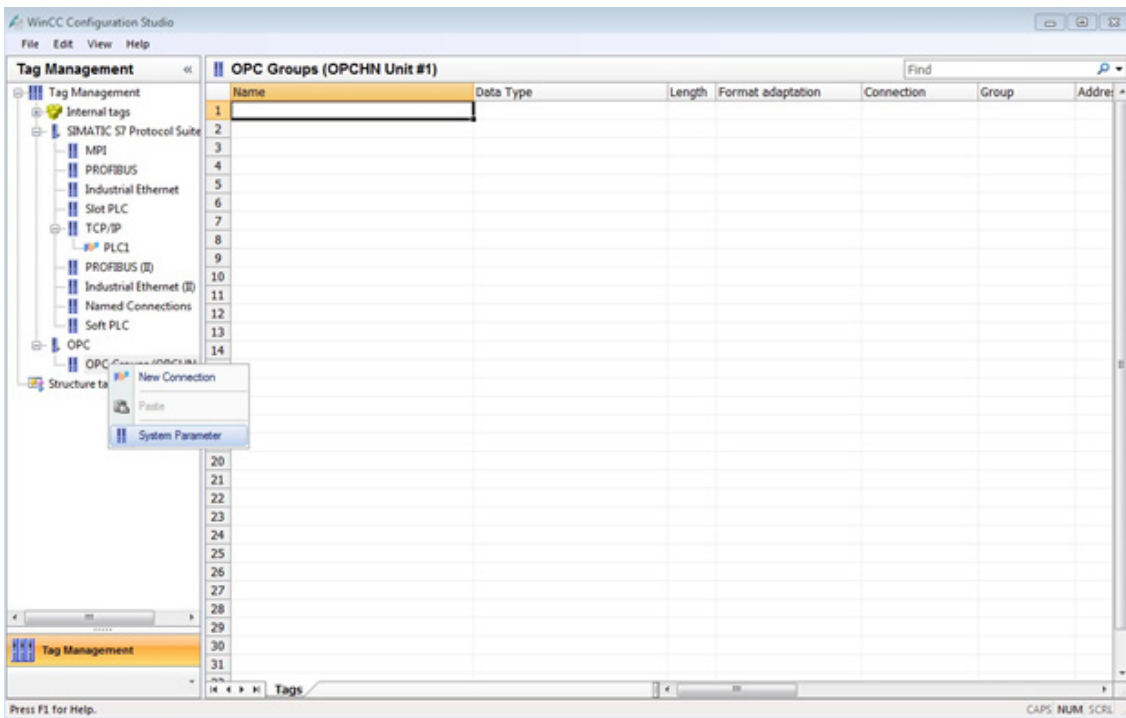 WinCC Configuration Studio
File Edit View Help
Tag Management «
OPC Groups (OPCHN Unit #1)
Find
Tag Management
Internal tags
SIMATIC S7 Protocol Suite
MPI
PROFIBUS
Industrial Ethernet
Slot PLC
TCP/IP
PLC1
PROFIBUS (II)
Industrial Ethernet (II)
Named Connections
Soft PLC
OPC
OPC Groups (OPCHN
Structure ta
New Connection
Paste
System Parameter
Name Data Type Length Format adaptation Connection Group Addres
1
2
3
4
5
6
7
8
9
10
11
12
13
14
20
21
22
23
24
25
26
27
28
29
30
31
Tag Management
Tags
Press F1 for Help.
CAPS NUM SCRL